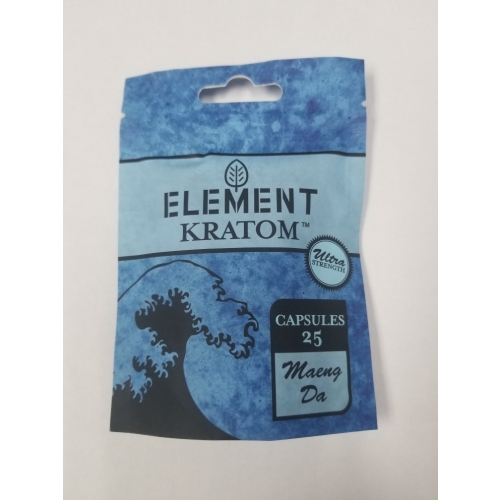 ELEMENT
KRATOM™
Ultra
STRENGTH
CAPSULES
25
Maeng
Da